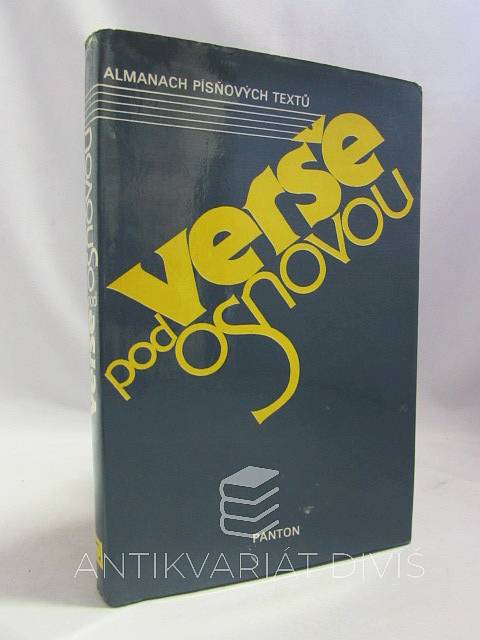 ALMANACH PÍSŇOVÝCH TEXTŮ
verše
pod osnovou
PANTON
verše pod osnovou
ANTIKVARIÁT DIVIŠ